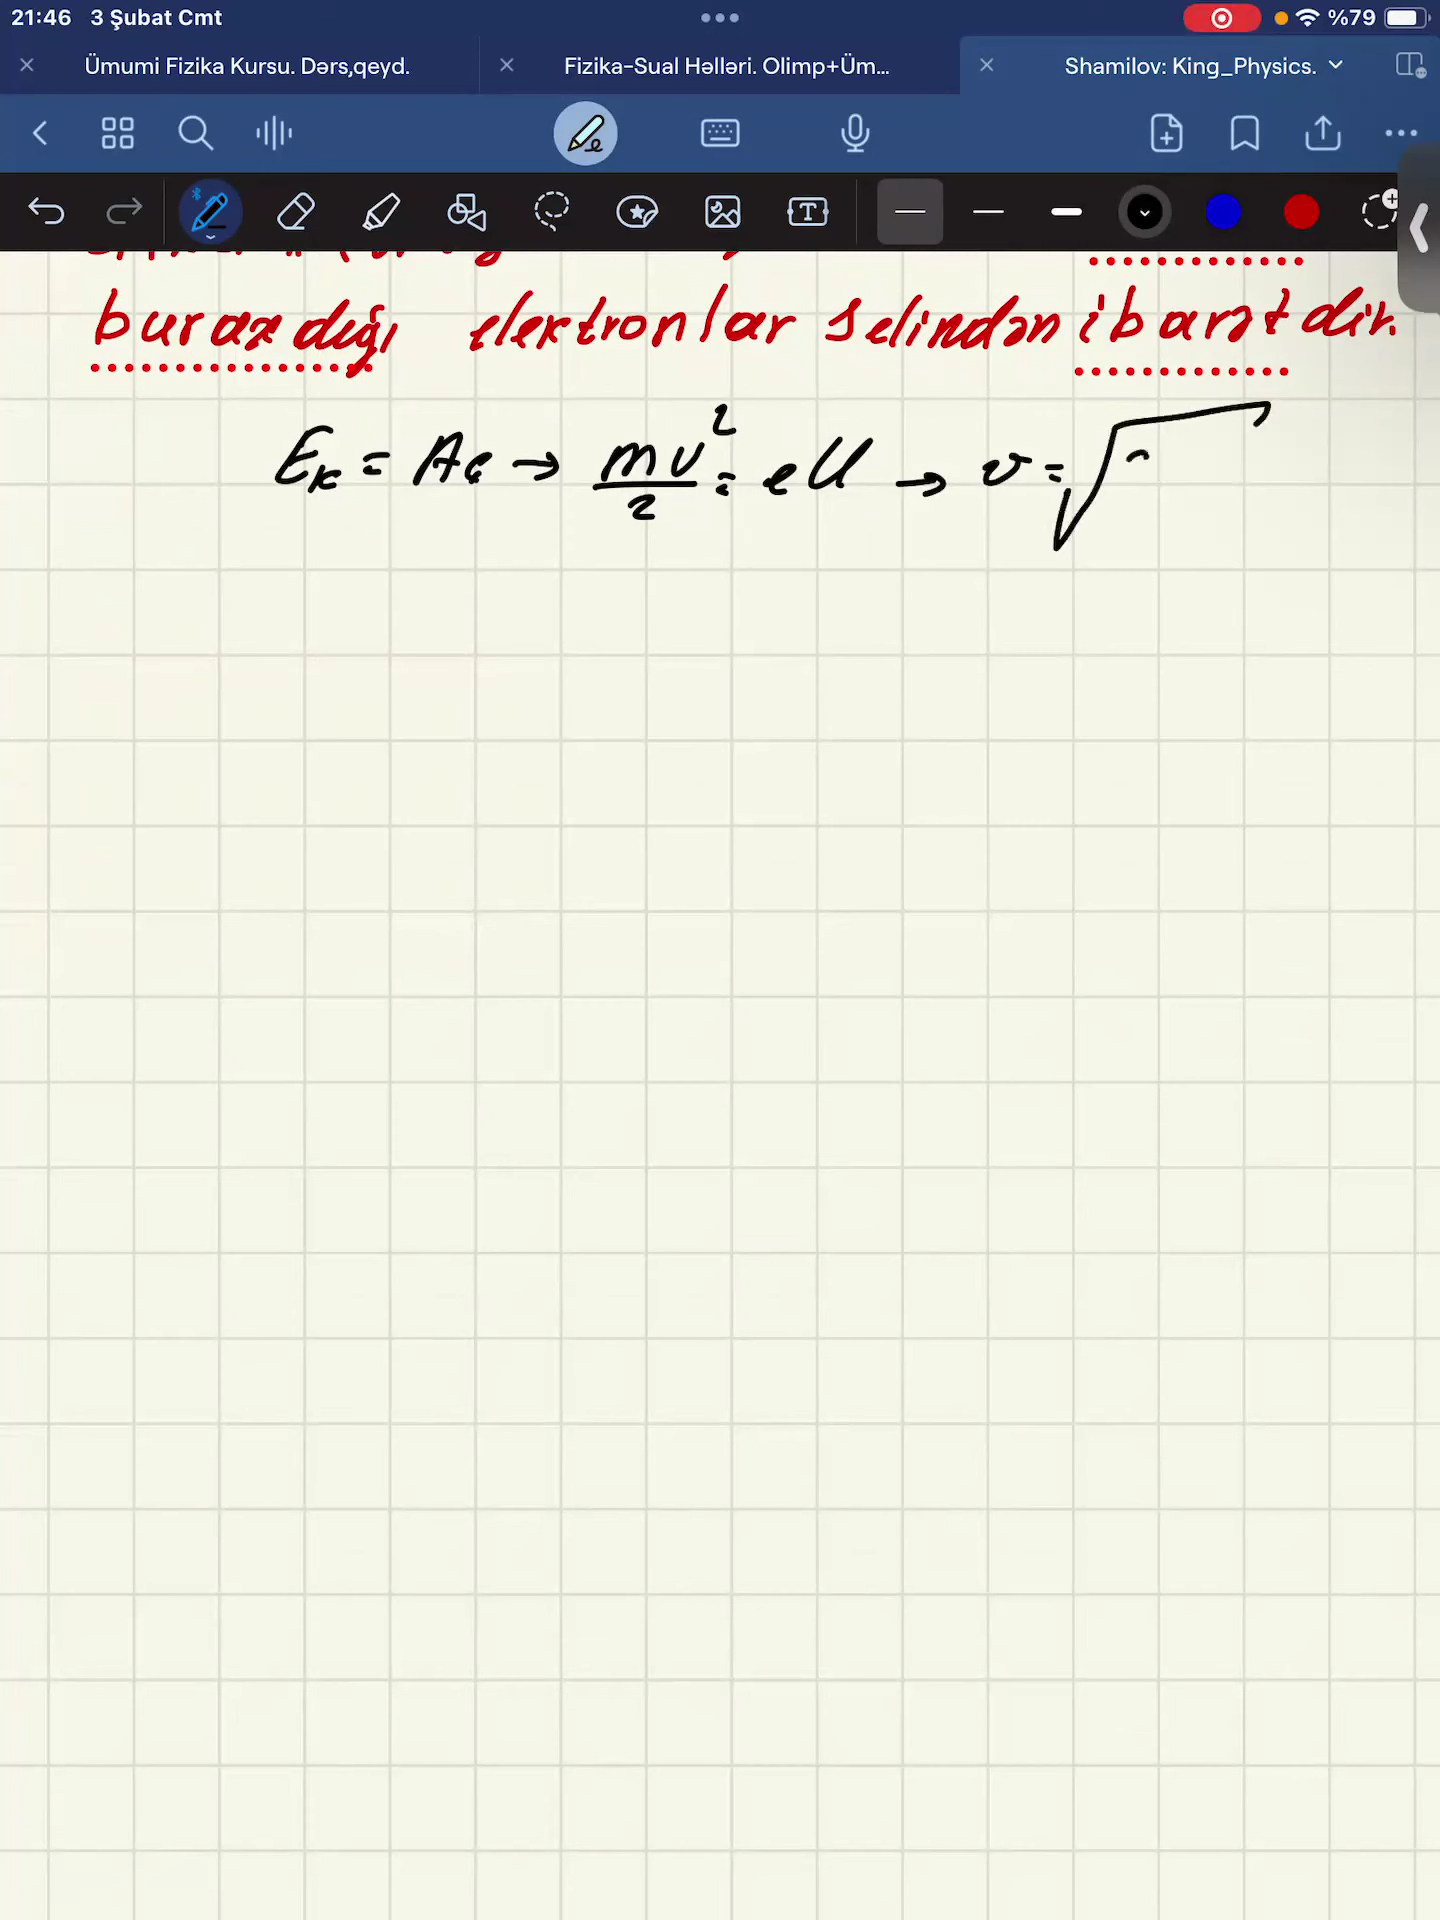 21:46 3 Şubat Cmt %79
Ümumi Fizika Kursu. Dərs,qeyd. Fizika-Sual Həlləri. Olimp+Üm... Shamilov: King_Physics.
buraxdığı elektronlar selindən ibarətdir.
Eₖ = A → mv²/2 = eU → v = √